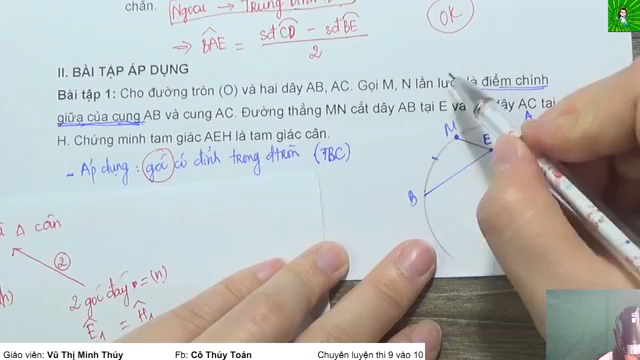 chắn.
Ngoài → Trung bình
OK
⇒ BAE = (sđ CD - sđ BE) / 2
II. BÀI TẬP ÁP DỤNG
Bài tập 1: Cho đường tròn (O) và hai dây AB, AC. Gọi M, N lần là điểm chính
giữa của cung AB và cung AC. Đường thẳng MN cắt dây AB tại E và dây AC tại
H. Chứng minh tam giác AEH là tam giác cân.
- Áp dụng : góc có đỉnh trong đtròn (TBC)
A
M
E
B
Δ cân
②
2 góc đáy = (n)
Ê₁ = Ĥ₁
Giáo viên: Vũ Thị Minh Thúy Fb: Cô Thúy Toán Chuyên luyện thi 9 vào 10